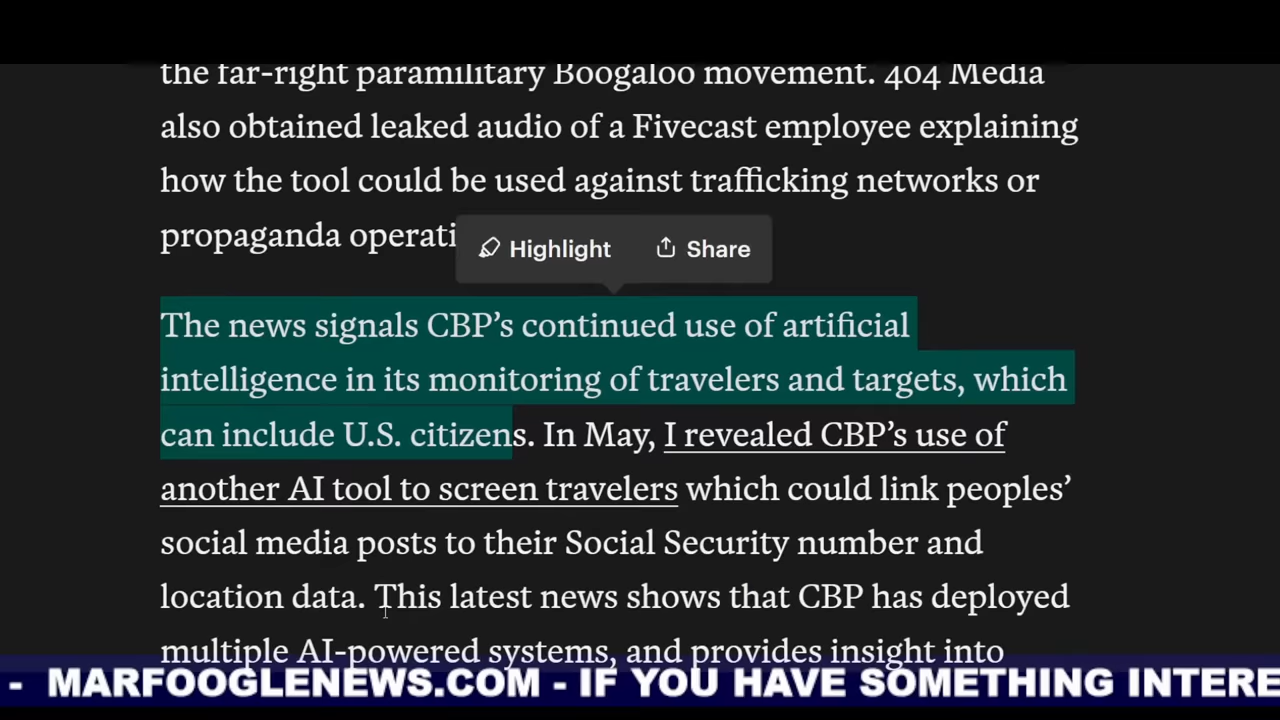 the far-right paramilitary Boogaloo movement. 404 Media
also obtained leaked audio of a Fivecast employee explaining
how the tool could be used against trafficking networks or
propaganda operati
Highlight Share
The news signals CBP’s continued use of artificial
intelligence in its monitoring of travelers and targets, which
can include U.S. citizens. In May, I revealed CBP’s use of
another AI tool to screen travelers which could link peoples’
social media posts to their Social Security number and
location data. This latest news shows that CBP has deployed
multiple AI-powered systems, and provides insight into
- MARFOOGLENEWS.COM - IF YOU HAVE SOMETHING INTERE